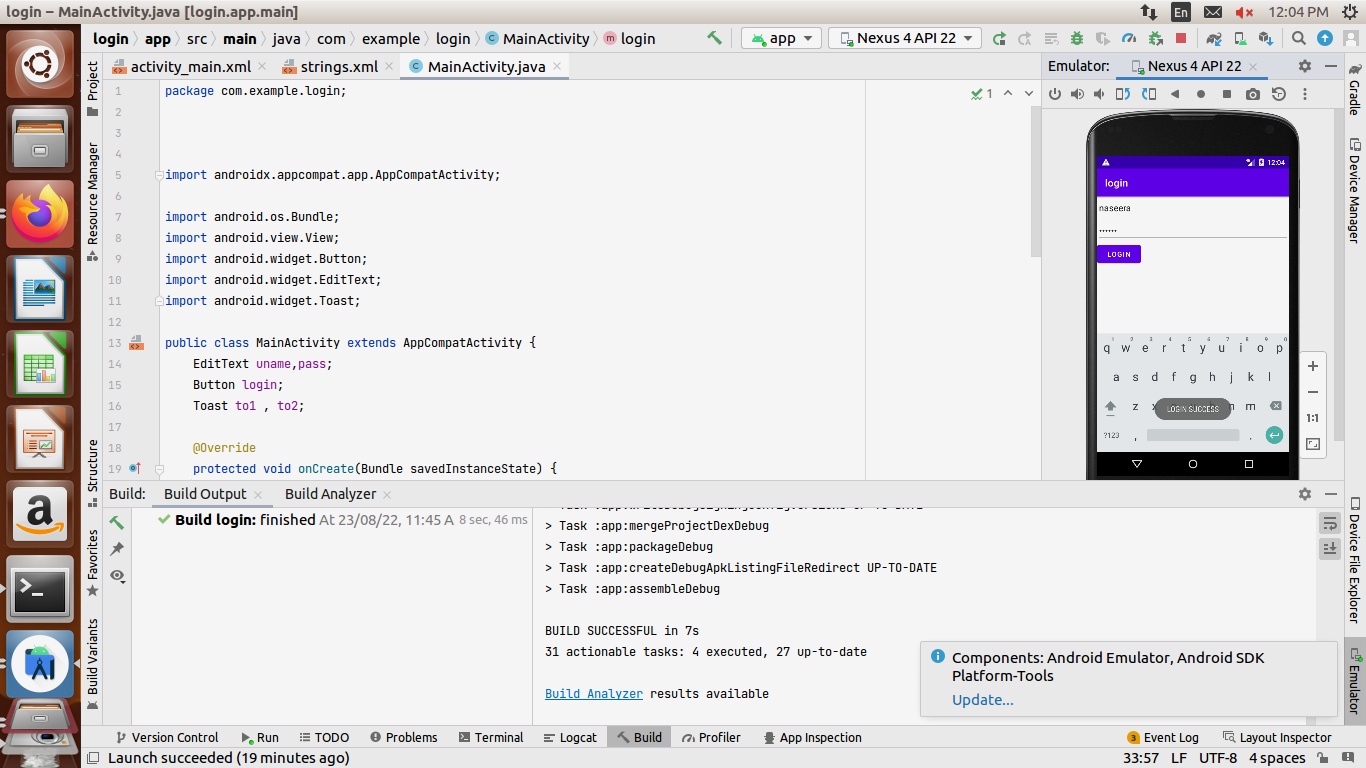 login – MainActivity.java [login.app.main]
En
12:04 PM
login app src main java com example login MainActivity login
app
Nexus 4 API 22
activity_main.xml
strings.xml
MainActivity.java
Emulator:
Nexus 4 API 22
Project
Resource Manager
Structure
Favorites
Build Variants
Gradle
Device Manager
Device File Explorer
Emulator
1
1 package com.example.login;
2
3
4
5 import androidx.appcompat.app.AppCompatActivity;
6
7 import android.os.Bundle;
8 import android.view.View;
9 import android.widget.Button;
10 import android.widget.EditText;
11 import android.widget.Toast;
12
13 public class MainActivity extends AppCompatActivity {
14 EditText uname,pass;
15 Button login;
16 Toast to1 , to2;
17
18 @Override
19 protected void onCreate(Bundle savedInstanceState) {
12:04
login
naseera
••••••
LOGIN
1 2 3 4 5 6 7 8 9 0
q w e r t y u i o p
a s d f g h j k l
z x n m
LOGIN SUCCESS
?123 , .
+
−
1:1
Build:
Build Output
Build Analyzer
Build login: finished At 23/08/22, 11:45 A 8 sec, 46 ms
> Task :app:mergeProjectDexDebug
> Task :app:packageDebug
> Task :app:createDebugApkListingFileRedirect UP-TO-DATE
> Task :app:assembleDebug
BUILD SUCCESSFUL in 7s
31 actionable tasks: 4 executed, 27 up-to-date
Build Analyzer results available
Components: Android Emulator, Android SDK
Platform-Tools
Update...
Version Control
Run
TODO
Problems
Terminal
Logcat
Build
Profiler
App Inspection
3 Event Log
Layout Inspector
Launch succeeded (19 minutes ago)
33:57 LF UTF-8 4 spaces